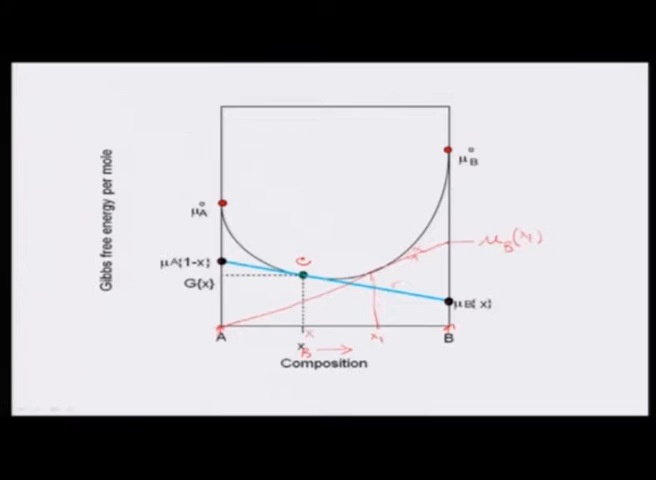 Gibbs free energy per mole
μ°B
μ°A
μB(x1)
C
μA{1-x}
G{x}
μB{x}
A
x
x1
B
xB
Composition